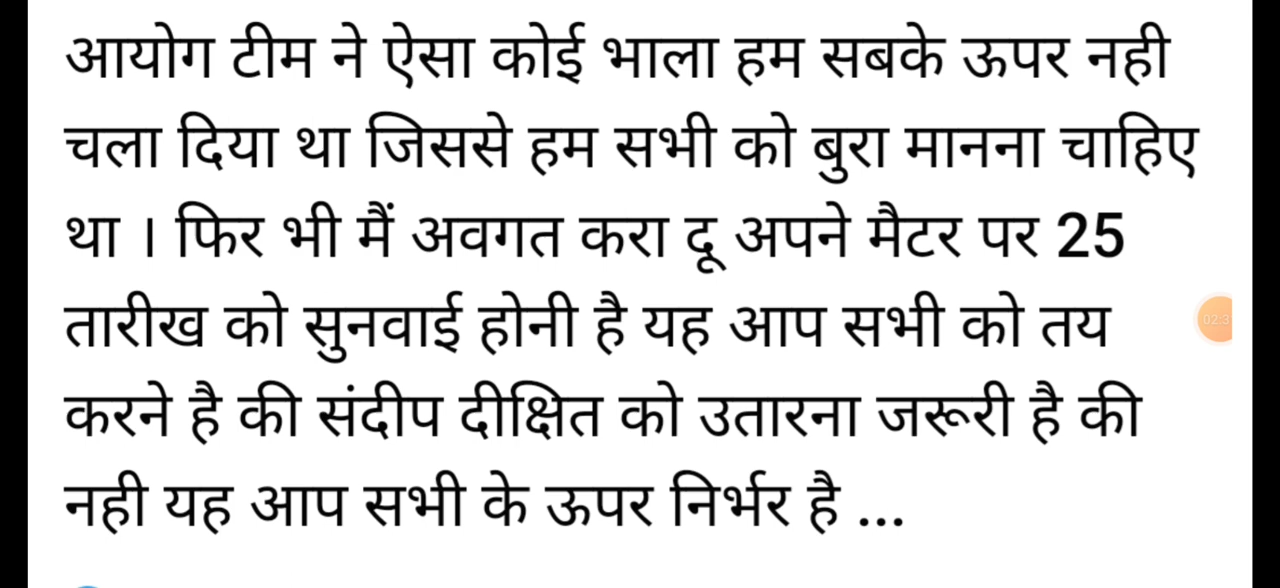 आयोग टीम ने ऐसा कोई भाला हम सबके ऊपर नही
चला दिया था जिससे हम सभी को बुरा मानना चाहिए
था । फिर भी मैं अवगत करा दू अपने मैटर पर 25
तारीख को सुनवाई होनी है यह आप सभी को तय
करने है की संदीप दीक्षित को उतारना जरूरी है की
नही यह आप सभी के ऊपर निर्भर है ...